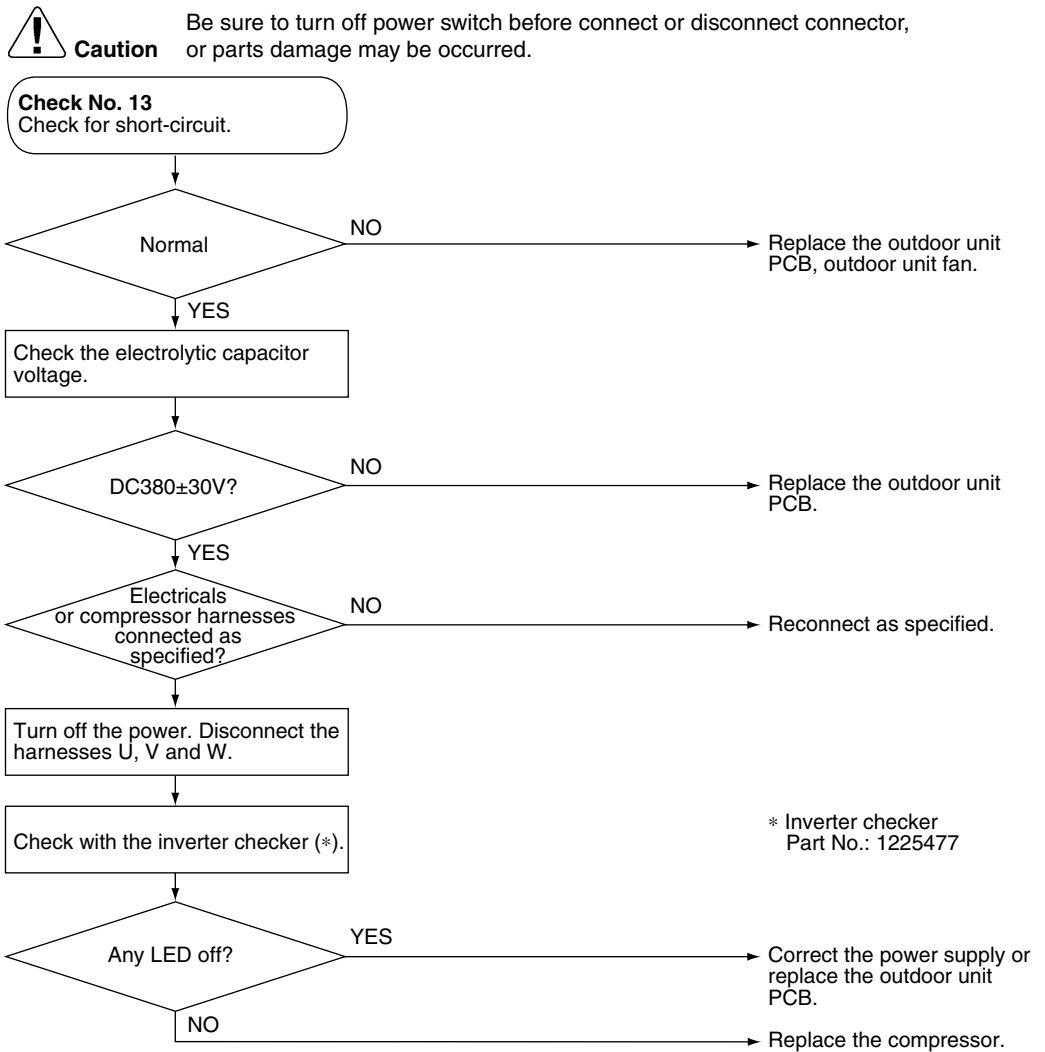 Be sure to turn off power switch before connect or disconnect connector,
Caution or parts damage may be occurred.
Check No. 13
Check for short-circuit.
Normal
NO
Replace the outdoor unit
PCB, outdoor unit fan.
YES
Check the electrolytic capacitor
voltage.
DC380±30V?
NO
Replace the outdoor unit
PCB.
YES
Electricals
or compressor harnesses
connected as
specified?
NO
Reconnect as specified.
Turn off the power. Disconnect the
harnesses U, V and W.
Check with the inverter checker (*).
* Inverter checker
Part No.: 1225477
Any LED off?
YES
Correct the power supply or
replace the outdoor unit
PCB.
NO
Replace the compressor.